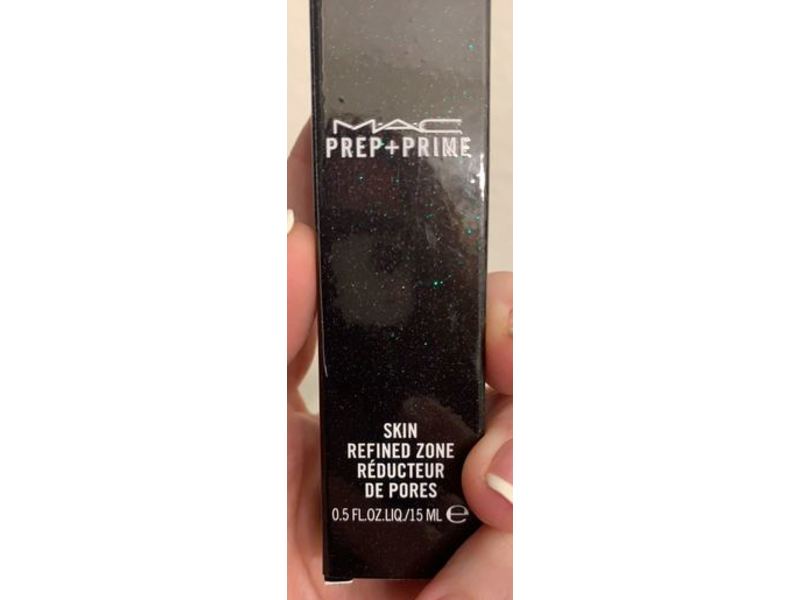 M·A·C
PREP+PRIME
SKIN
REFINED ZONE
RÉDUCTEUR
DE PORES
0.5 FL.OZ.LIQ./15 ML e